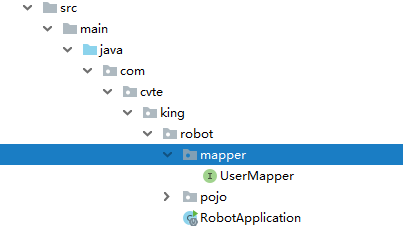 src
main
java
com
cvte
king
robot
mapper
UserMapper
pojo
RobotApplication